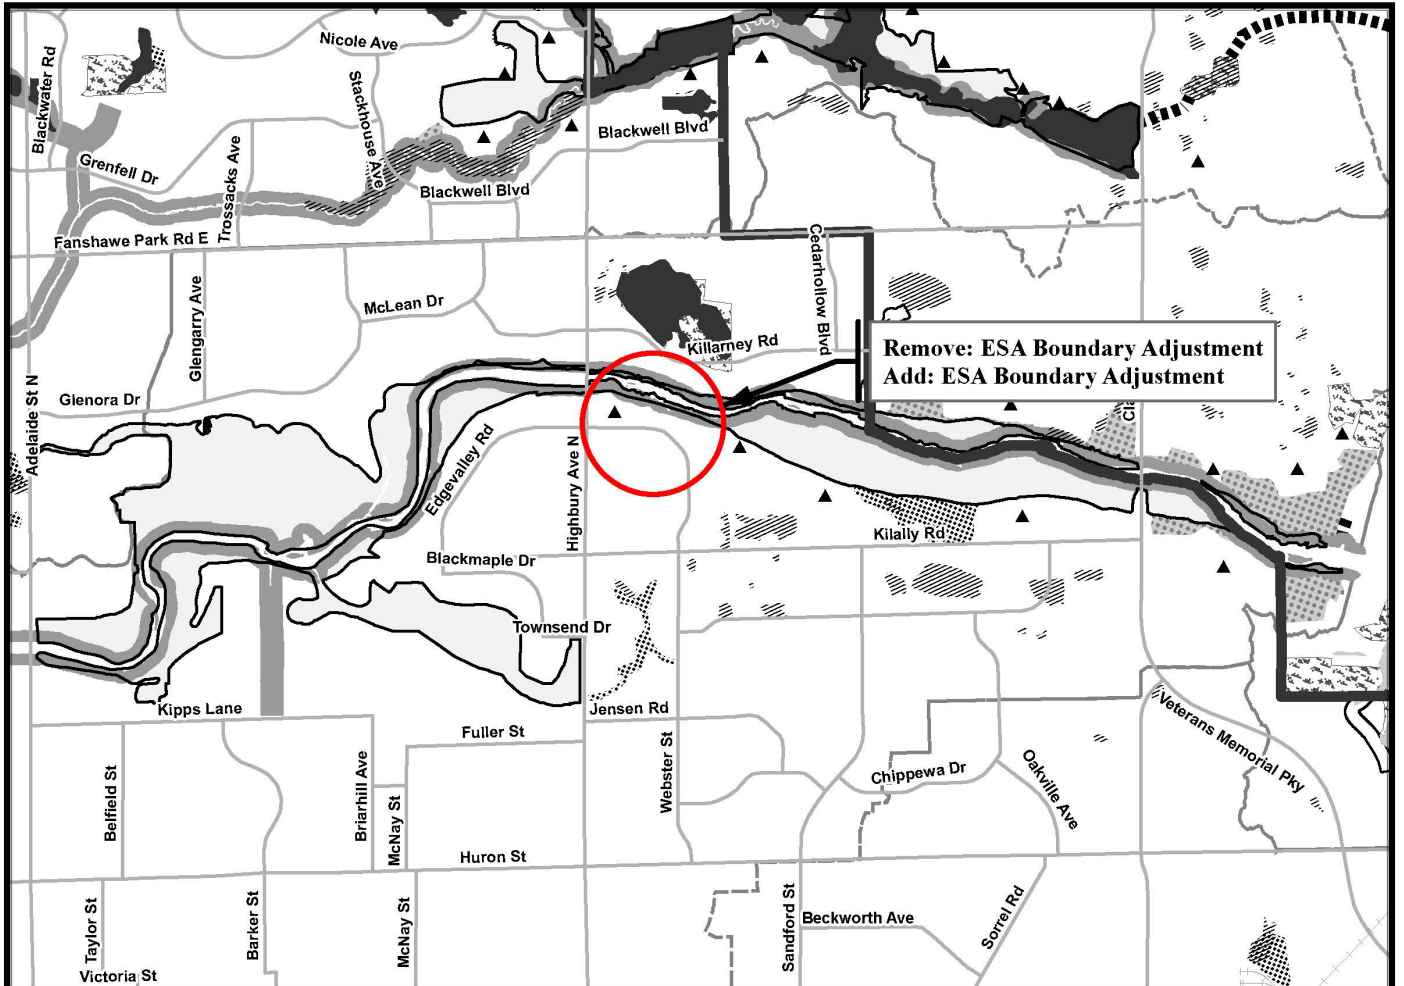 Nicole Ave
Blackwater Rd
Stackhouse Ave
Blackwell Blvd
Grenfell Dr
Trossacks Ave
Blackwell Blvd
Fanshawe Park Rd E
Cedarhollow Blvd
Glengarry Ave
McLean Dr
Killarney Rd
Remove: ESA Boundary Adjustment
Add: ESA Boundary Adjustment
Glenora Dr
Adelaide St N
Cla
Edgevalley Rd
Highbury Ave N
Kilally Rd
Blackmaple Dr
Townsend Dr
Kipps Lane
Jensen Rd
Fuller St
Veterans Memorial Pky
Belfield St
Briarhill Ave
McNay St
Webster St
Chippewa Dr
Oakville Ave
Huron St
Taylor St
Barker St
McNay St
Sandford St
Beckworth Ave
Sorrel Rd
Victoria St